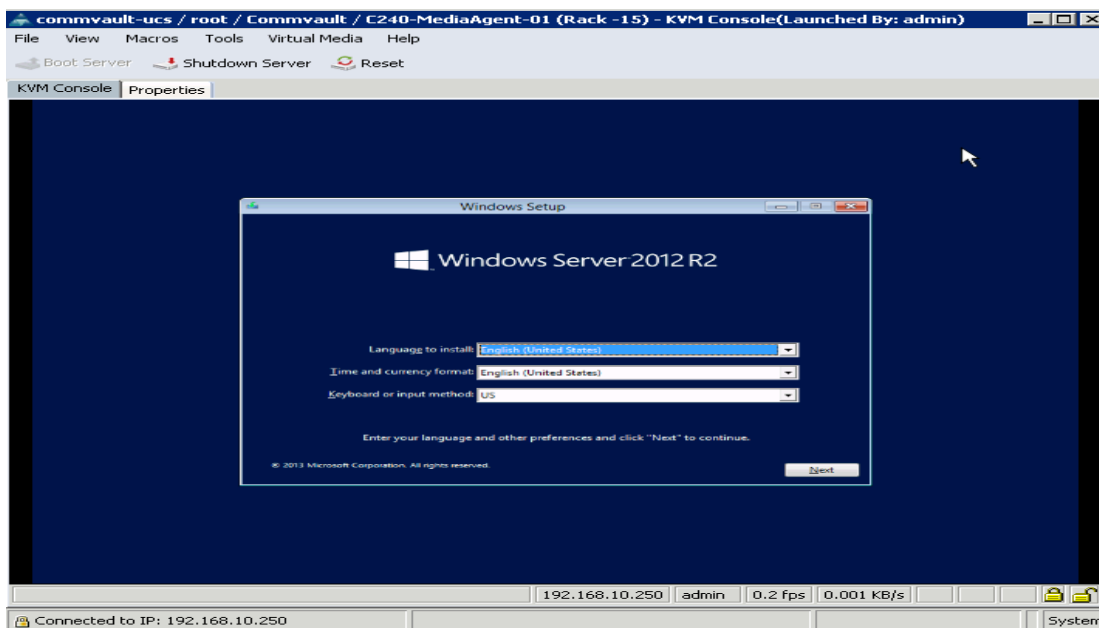 commvault-ucs / root / Commvault / C240-MediaAgent-01 (Rack -15) - KVM Console(Launched By: admin)
File View Macros Tools Virtual Media Help
Boot Server Shutdown Server Reset
KVM Console Properties
Windows Setup
Windows Server 2012 R2
Language to install: English (United States)
Time and currency format: English (United States)
Keyboard or input method: US
Enter your language and other preferences and click "Next" to continue.
© 2013 Microsoft Corporation. All rights reserved.
Next
192.168.10.250 admin 0.2 fps 0.001 KB/s
Connected to IP: 192.168.10.250 System